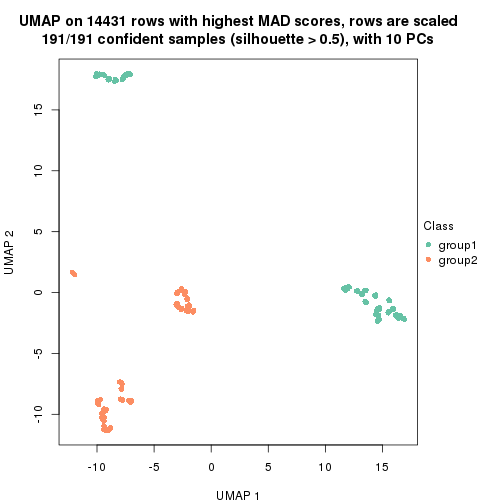 UMAP on 14431 rows with highest MAD scores, rows are scaled
191/191 confident samples (silhouette > 0.5), with 10 PCs
15
10
5
0
-5
-10
UMAP 2
-10 -5 0 5 10 15
UMAP 1
Class
group1
group2